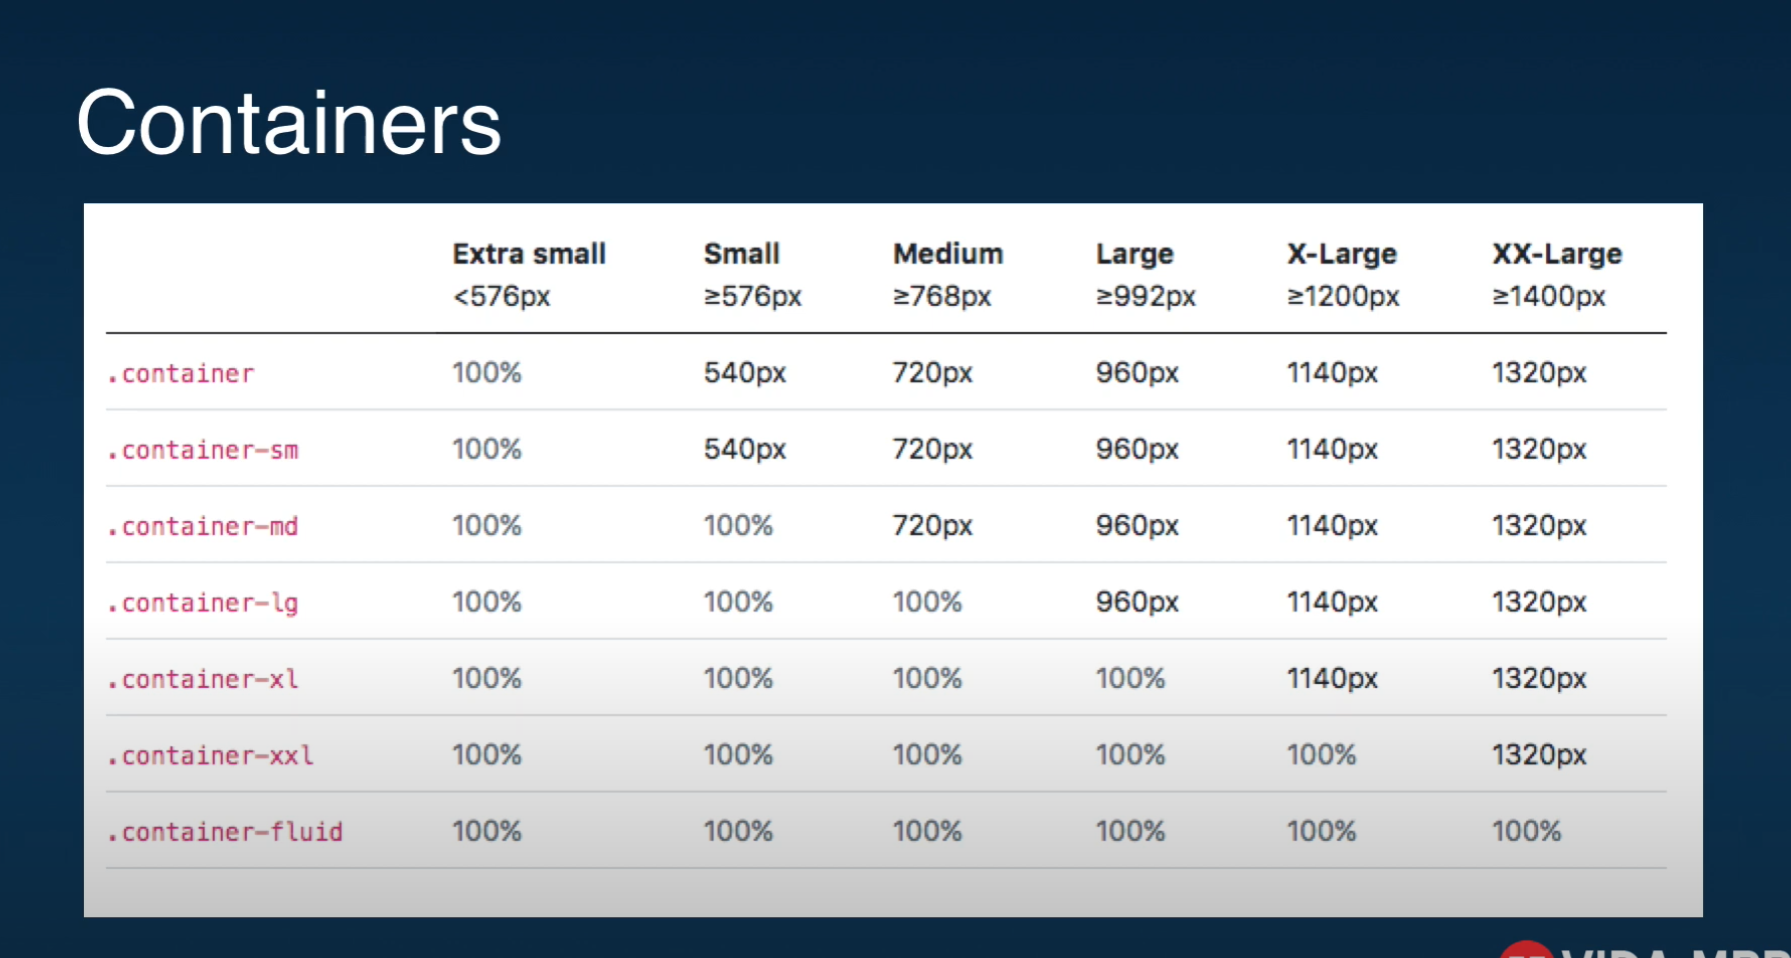 Containers
Extra small Small Medium Large X-Large XX-Large
<576px ≥576px ≥768px ≥992px ≥1200px ≥1400px
.container 100% 540px 720px 960px 1140px 1320px
.container-sm 100% 540px 720px 960px 1140px 1320px
.container-md 100% 100% 720px 960px 1140px 1320px
.container-lg 100% 100% 100% 960px 1140px 1320px
.container-xl 100% 100% 100% 100% 1140px 1320px
.container-xxl 100% 100% 100% 100% 100% 1320px
.container-fluid 100% 100% 100% 100% 100% 100%